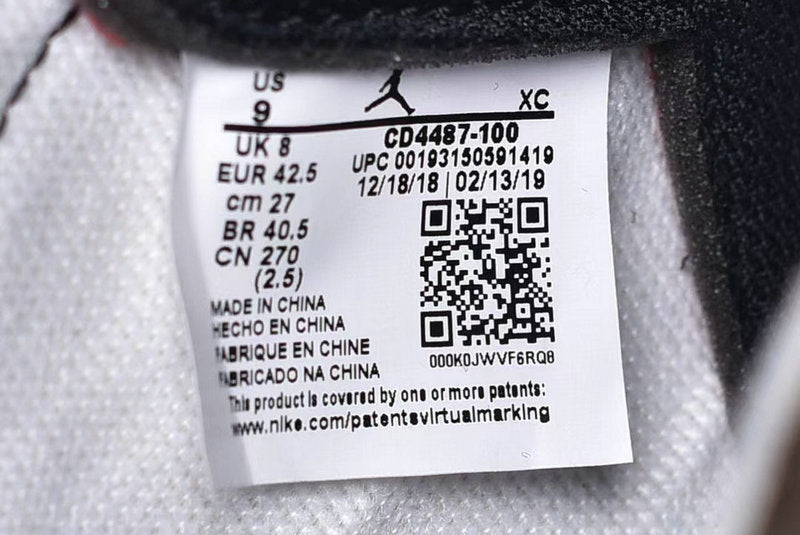 US
9
XC
UK 8
EUR 42.5
cm 27
BR 40.5
CN 270
(2.5)
CD4487-100
UPC 00193150591419
12/18/18 | 02/13/19
000K0JWVF6RQ8
MADE IN CHINA
HECHO EN CHINA
FABRIQUE EN CHINE
FABRICADO NA CHINA
This product is covered by one or more patents:
www.nike.com/patentsvirtualmarking